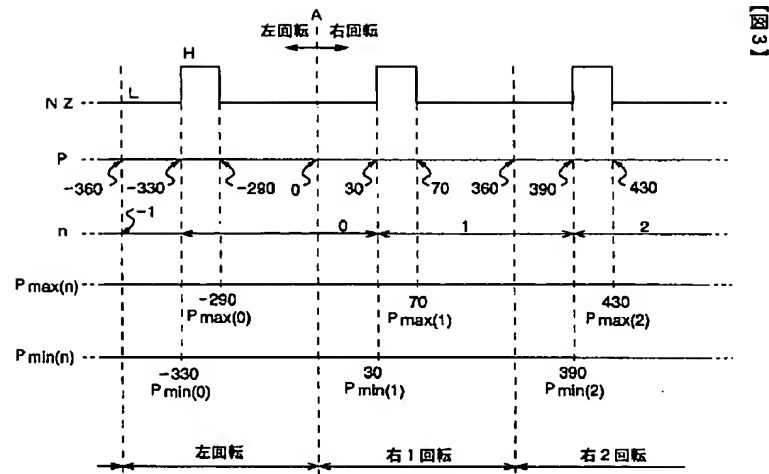 【図3】
A
左回転 右回転
H
L
NZ
P
-360 -330 -290 0 30 70 360 390 430
-1
n 0 1 2
Pmax(n)
-290 70 430
Pmax(0) Pmax(1) Pmax(2)
Pmin(n)
-330 30 390
Pmin(0) Pmin(1) Pmin(2)
左回転 右1回転 右2回転